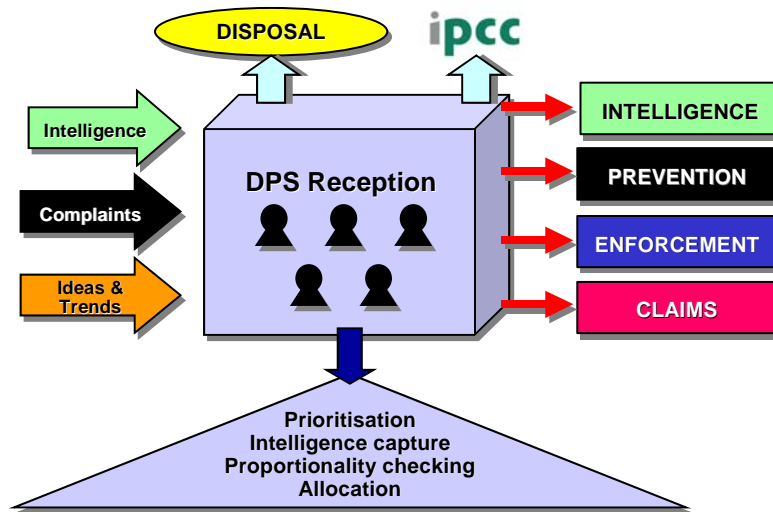 DISPOSAL
ipcc
Intelligence
Complaints
Ideas &
Trends
DPS Reception
INTELLIGENCE
PREVENTION
ENFORCEMENT
CLAIMS
Prioritisation
Intelligence capture
Proportionality checking
Allocation